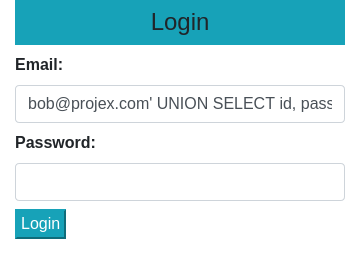 Login
Email:
bob@projex.com' UNION SELECT id, pass
Password:
Login